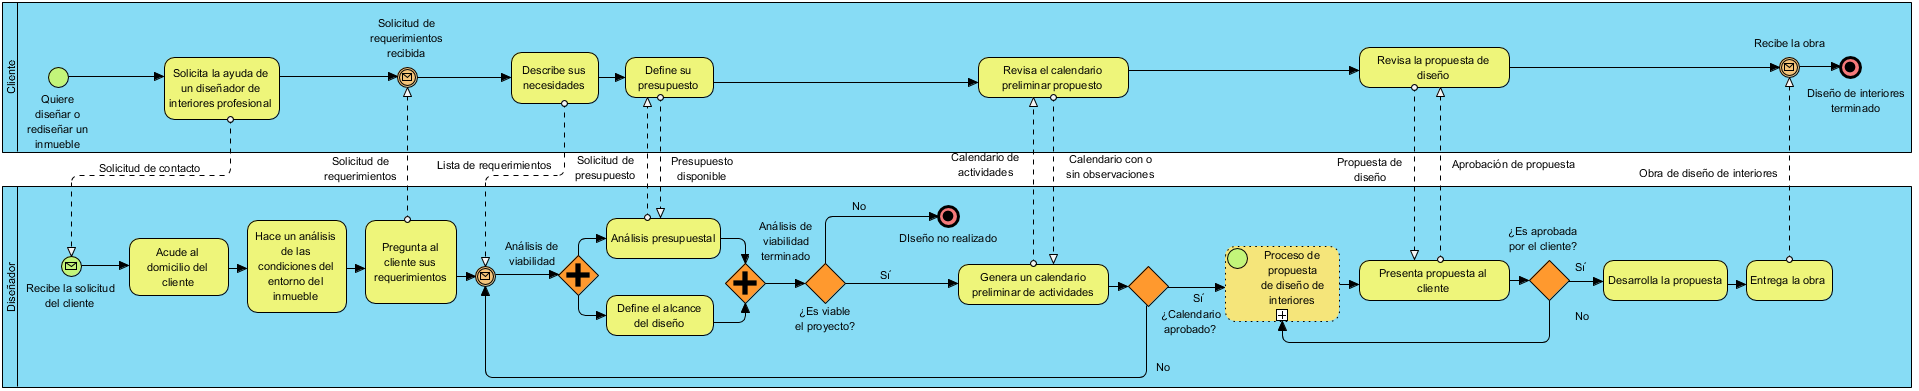 Cliente
Quiere
diseñar o
rediseñar un
inmueble
Solicita la ayuda de
un diseñador de
interiores profesional
Solicitud de
requerimientos
recibida
Describe sus
necesidades
Define su
presupuesto
Revisa el calendario
preliminar propuesto
Revisa la propuesta de
diseño
Recibe la obra
Diseño de interiores
terminado
Solicitud de contacto
Solicitud de
requerimientos
Lista de requerimientos
Solicitud de
presupuesto
Presupuesto
disponible
Calendario de
actividades
Calendario con o
sin observaciones
Propuesta de
diseño
Aprobación de propuesta
Obra de diseño de interiores
Diseñador
Recibe la solicitud
del cliente
Acude al
domicilio del
cliente
Hace un análisis
de las
condiciones del
entorno del
inmueble
Pregunta al
cliente sus
requerimientos
Análisis de
viabilidad
Análisis presupuestal
Define el alcance
del diseño
Análisis de
viabilidad
terminado
¿Es viable
el proyecto?
No
DIseño no realizado
Sí
Genera un calendario
preliminar de actividades
¿Calendario
aprobado?
Sí
No
Proceso de
propuesta
de diseño de
interiores
Presenta propuesta al
cliente
¿Es aprobada
por el cliente?
Sí
No
Desarrolla la propuesta
Entrega la obra